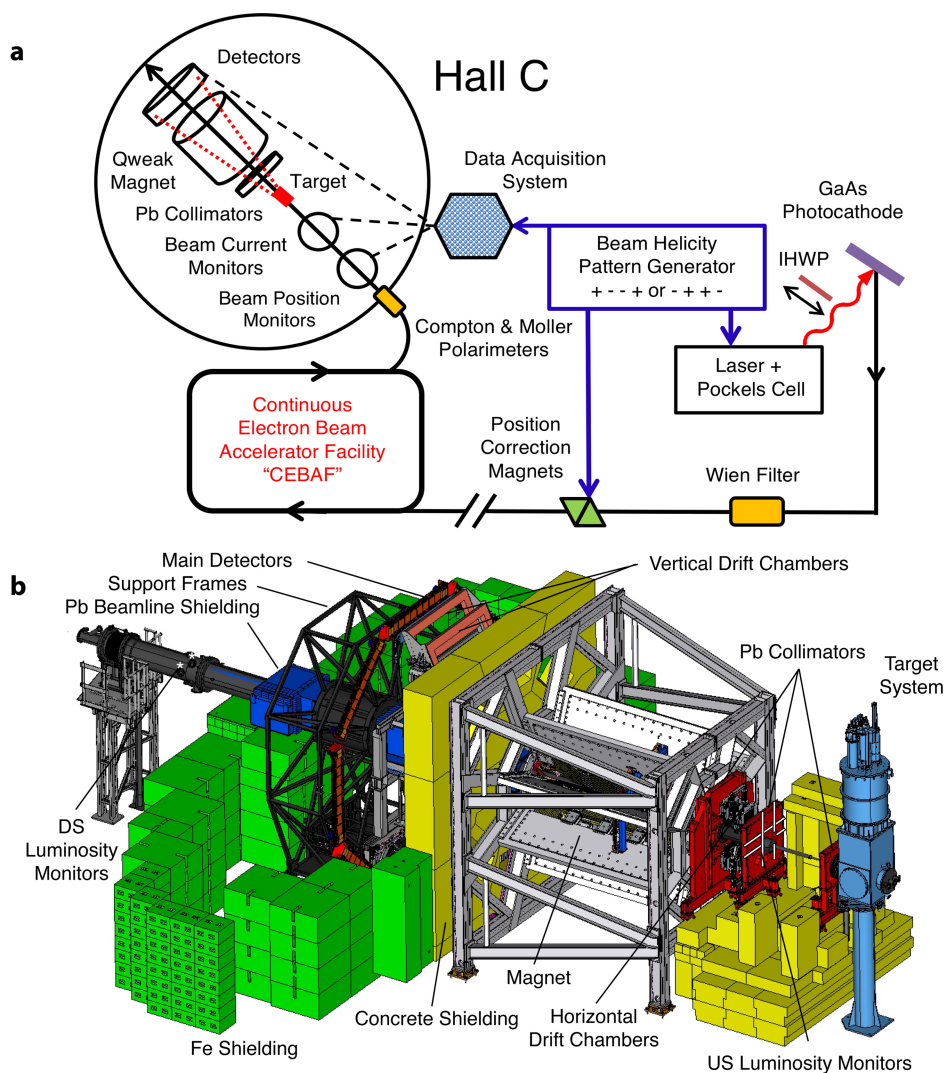 a
Detectors
Hall C
Qweak
Magnet
Target
Pb Collimators
Beam Current
Monitors
Beam Position
Monitors
Data Acquisition
System
GaAs
Photocathode
IHWP
Beam Helicity
Pattern Generator
+ - - + or - + + -
Compton & Moller
Polarimeters
Laser +
Pockels Cell
Continuous
Electron Beam
Accelerator Facility
“CEBAF”
Position
Correction
Magnets
Wien Filter
b
Main Detectors
Support Frames
Pb Beamline Shielding
Vertical Drift Chambers
Pb Collimators
Target
System
DS
Luminosity
Monitors
Magnet
Concrete Shielding
Horizontal
Drift Chambers
Fe Shielding
US Luminosity Monitors